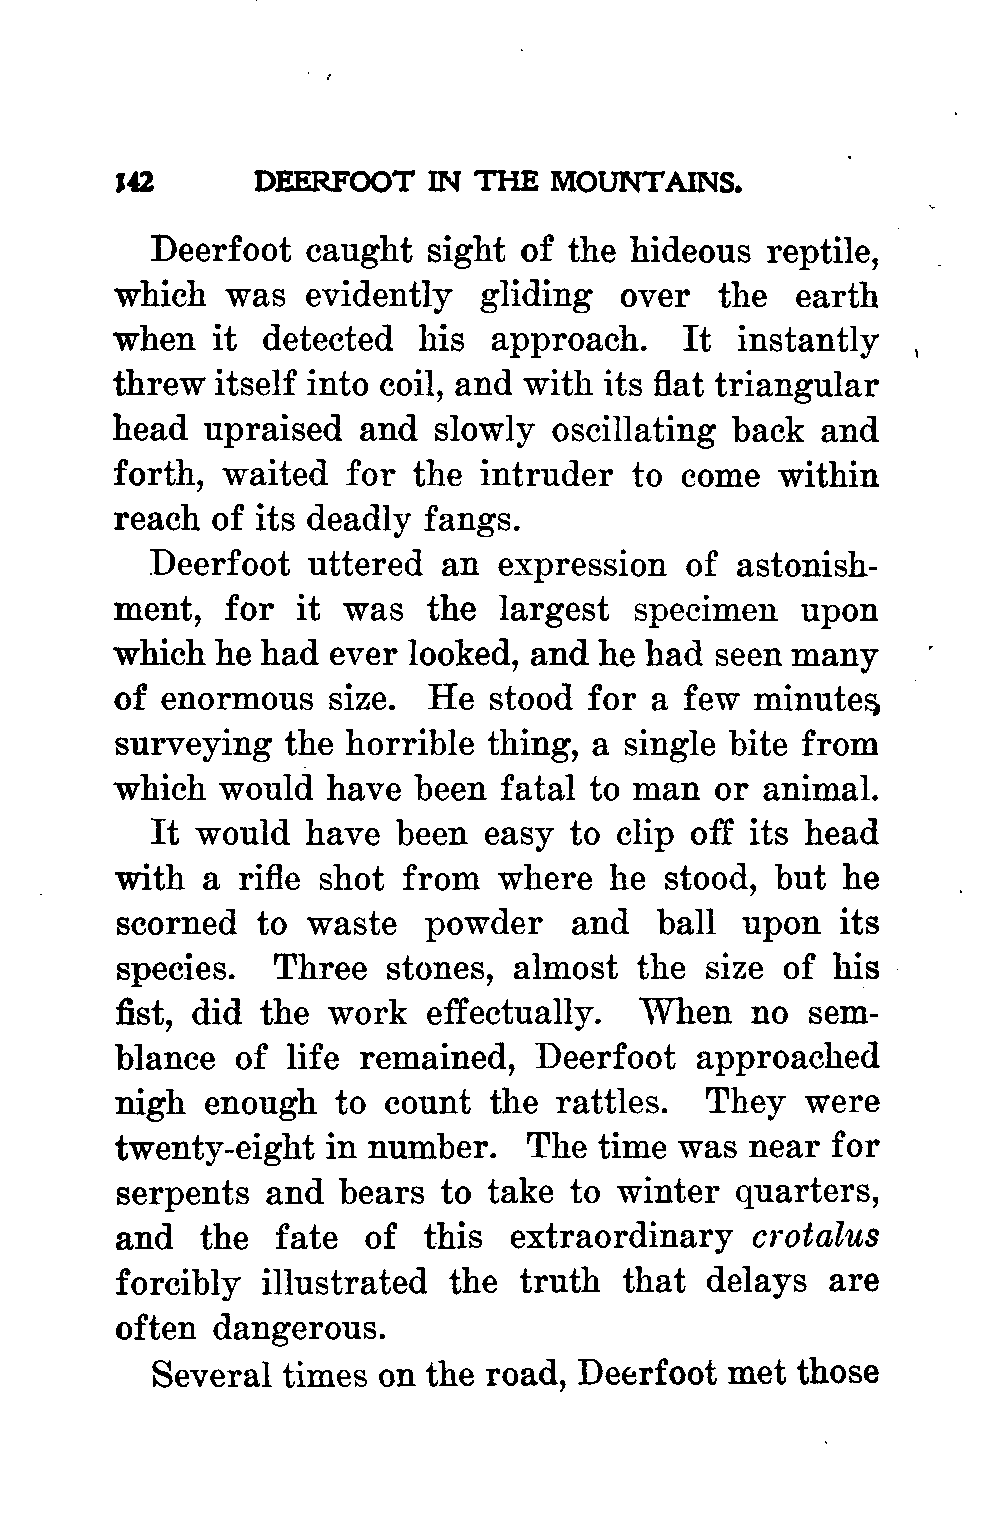 142 DEERFOOT IN THE MOUNTAINS.
Deerfoot caught sight of the hideous reptile,
which was evidently gliding over the earth
when it detected his approach. It instantly
threw itself into coil, and with its flat triangular
head upraised and slowly oscillating back and
forth, waited for the intruder to come within
reach of its deadly fangs.
Deerfoot uttered an expression of astonish-
ment, for it was the largest specimen upon
which he had ever looked, and he had seen many
of enormous size. He stood for a few minutes,
surveying the horrible thing, a single bite from
which would have been fatal to man or animal.
It would have been easy to clip off its head
with a rifle shot from where he stood, but he
scorned to waste powder and ball upon its
species. Three stones, almost the size of his
fist, did the work effectually. When no sem-
blance of life remained, Deerfoot approached
nigh enough to count the rattles. They were
twenty-eight in number. The time was near for
serpents and bears to take to winter quarters,
and the fate of this extraordinary crotalus
forcibly illustrated the truth that delays are
often dangerous.
Several times on the road, Deerfoot met those